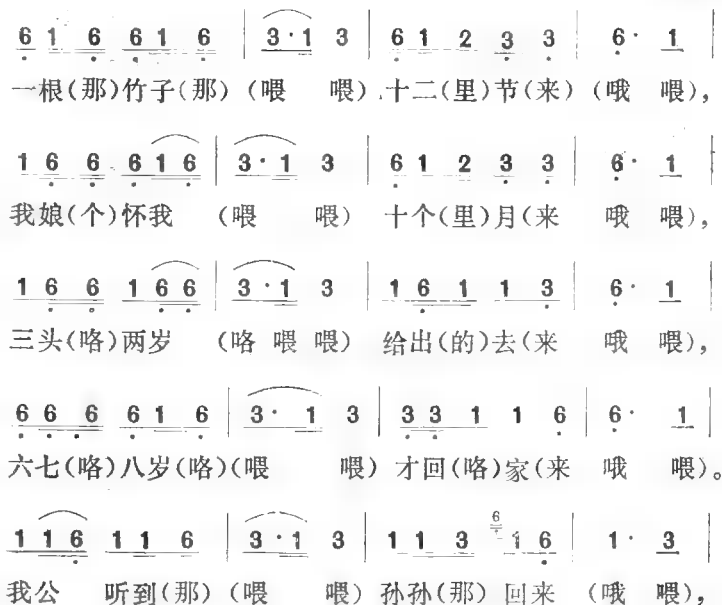 6 1 6 6 1 6 | 3·1 3 | 6 1 2 3 3 | 6· 1 |
一根(那)竹子(那)(喂 喂)十二(里)节(来)(哦 喂),
1 6 6 6 1 6 | 3·1 3 | 6 1 2 3 3 | 6· 1 |
我娘(个)怀我 (喂 喂) 十个(里)月(来 哦 喂),
1 6 6 1 6 6 | 3·1 3 | 1 6 1 1 3 | 6· 1 |
三头(咯)两岁 (咯 喂 喂) 给出(的)去(来 哦 喂),
6 6 6 6 1 6 | 3· 1 3 | 3 3 1 1 6 | 6· 1 |
六七(咯)八岁(咯)(喂 喂) 才回(咯)家(来 哦 喂)。
1 1 6 1 1 6 | 3·1 3 | 1 1 3 6 1 6 | 1· 3 |
我公 听到(那)(喂 喂) 孙孙(那) 回来 (哦 喂),